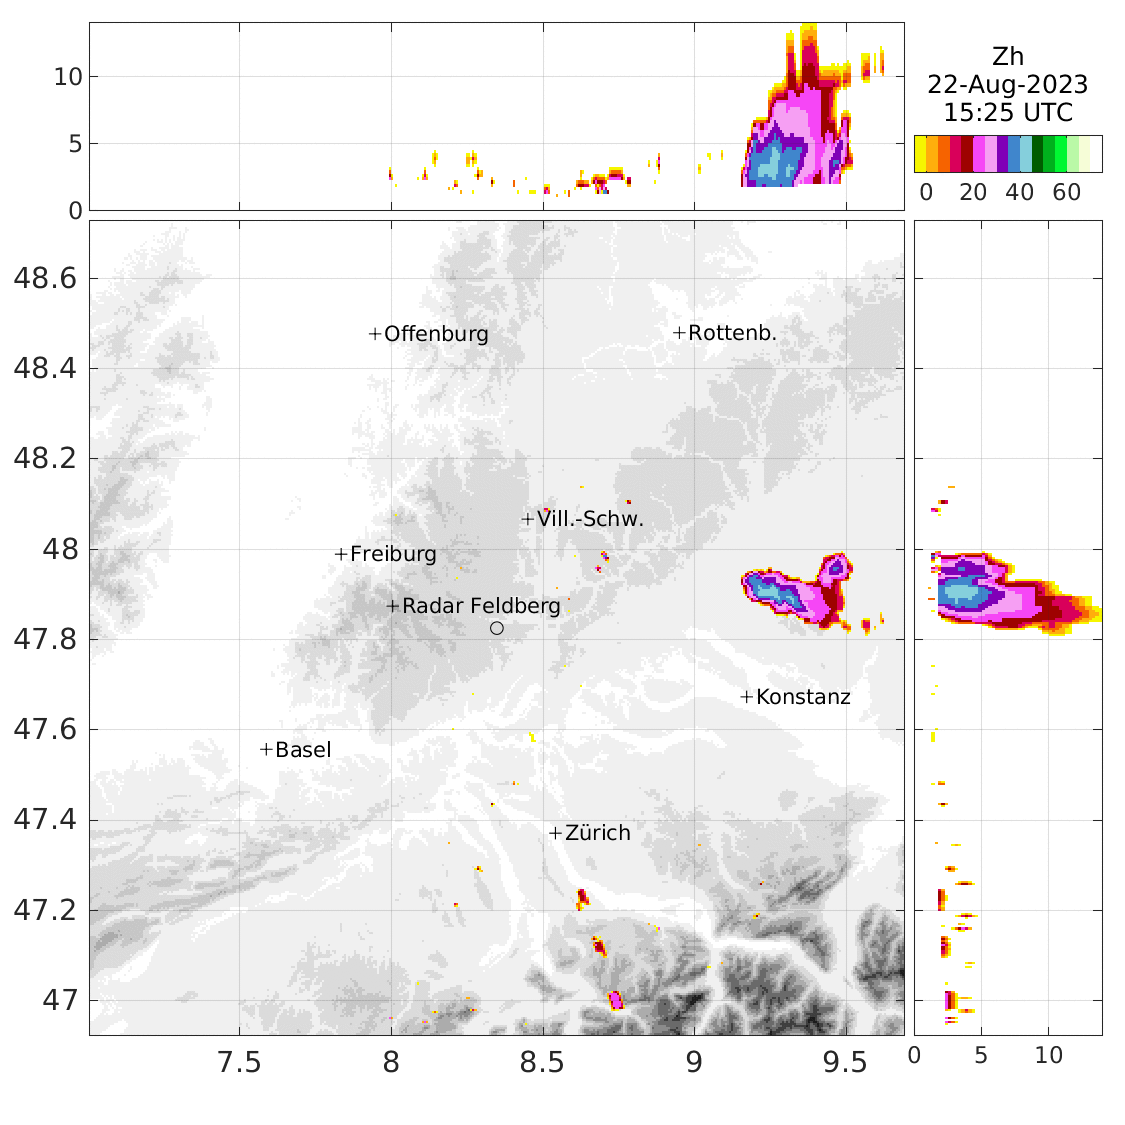 10
5
0
Zh
22-Aug-2023
15:25 UTC
0 20 40 60
48.6
48.4
48.2
48
47.8
47.6
47.4
47.2
47
Offenburg
Rottenb.
Vill.-Schw.
Freiburg
Radar Feldberg
Konstanz
Basel
Zürich
7.5 8 8.5 9 9.5
0 5 10